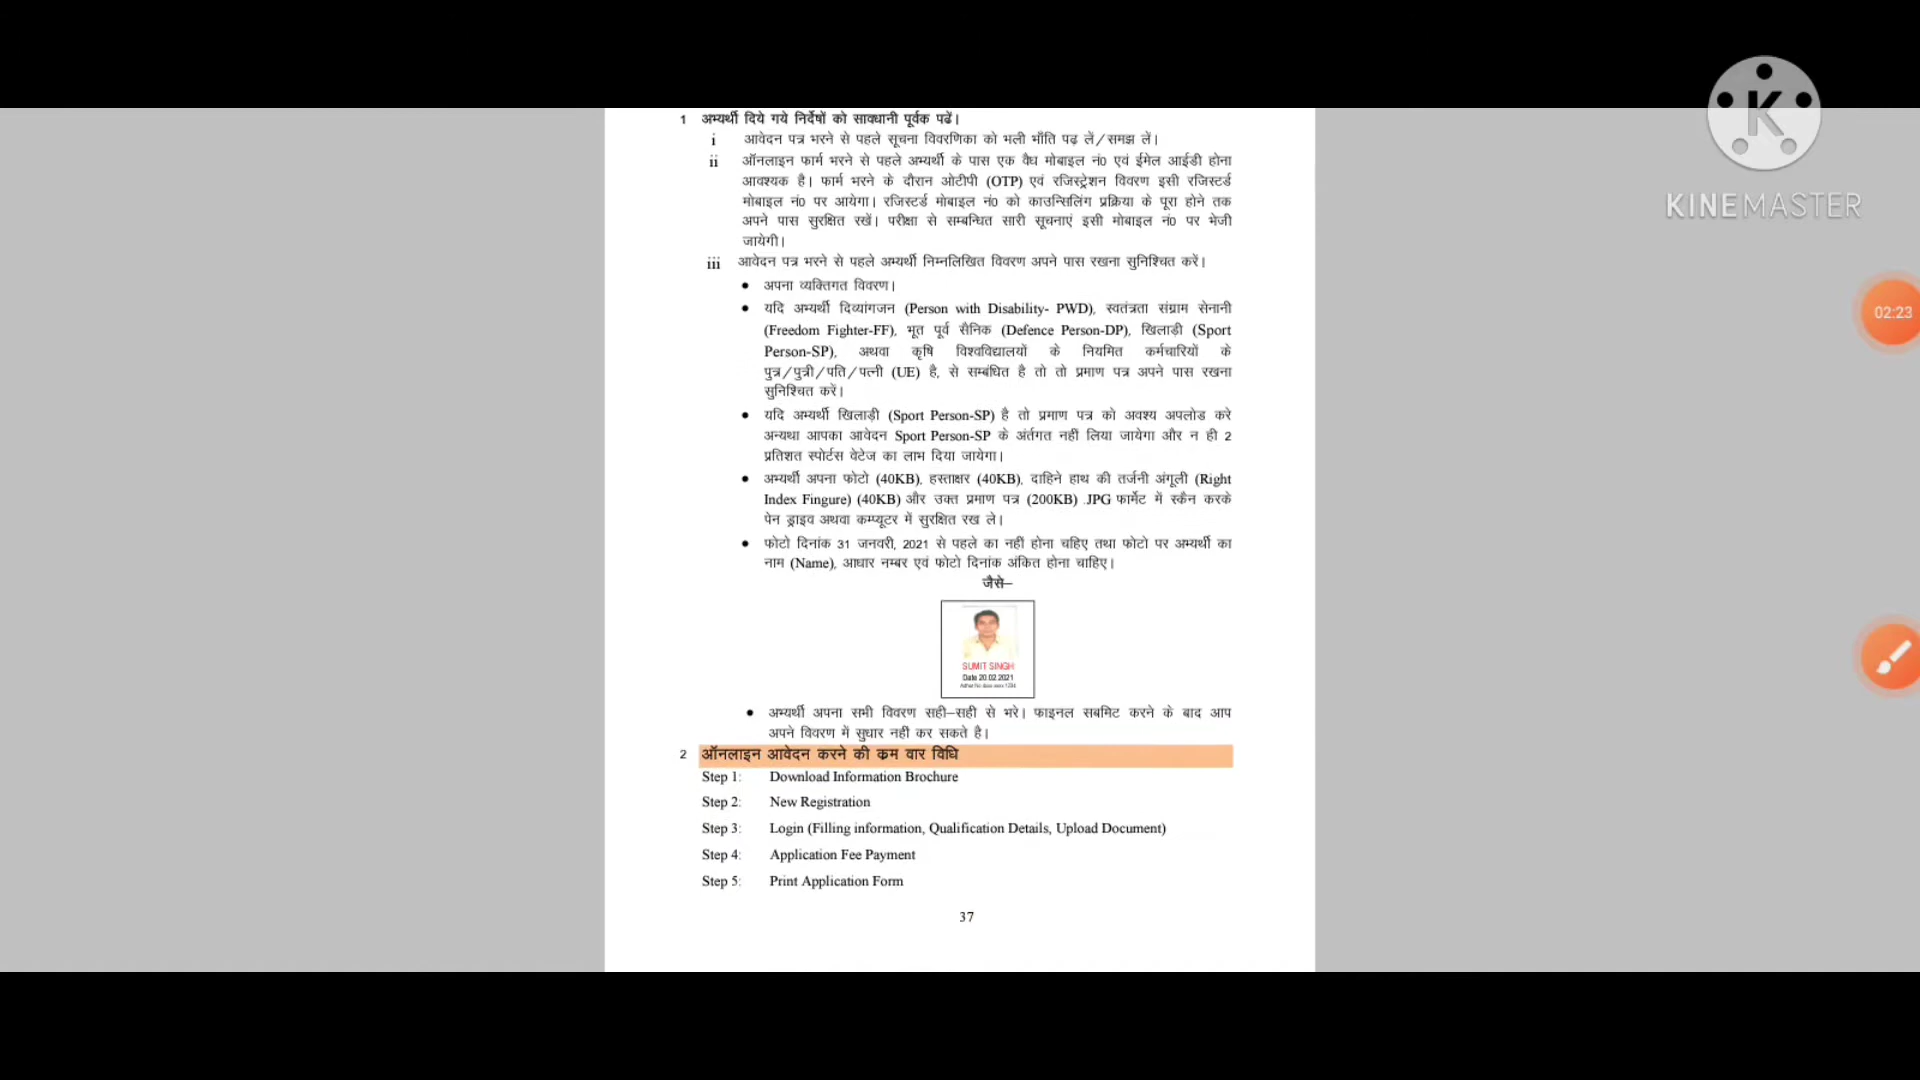 1 अभ्यर्थी दिये गये निर्देषों को सावधानी पूर्वक पढें।
i आवेदन पत्र भरने से पहले सूचना विवरणिका को भली भाँति पढ़ लें/समझ लें।
ii ऑनलाइन फार्म भरने से पहले अभ्यर्थी के पास एक वैध मोबाइल नं0 एवं ईमेल आईडी होना
आवश्यक है। फार्म भरने के दौरान ओटीपी (OTP) एवं रजिस्ट्रेशन विवरण इसी रजिस्टर्ड
मोबाइल नं0 पर आयेगा। रजिस्टर्ड मोबाइल नं0 को काउन्सिलिंग प्रक्रिया के पूरा होने तक
अपने पास सुरक्षित रखें। परीक्षा से सम्बन्धित सारी सूचनाएं इसी मोबाइल नं0 पर भेजी
जायेगी।
iii आवेदन पत्र भरने से पहले अभ्यर्थी निम्नलिखित विवरण अपने पास रखना सुनिश्चित करें।
• अपना व्यक्तिगत विवरण।
• यदि अभ्यर्थी दिव्यांगजन (Person with Disability- PWD), स्वतंत्रता संग्राम सेनानी
(Freedom Fighter-FF), भूत पूर्व सैनिक (Defence Person-DP), खिलाड़ी (Sport
Person-SP), अथवा कृषि विश्वविद्यालयों के नियमित कर्मचारियों के
पुत्र/पुत्री/पति/पत्नी (UE) है, से सम्बंधित है तो तो प्रमाण पत्र अपने पास रखना
सुनिश्चित करें।
• यदि अभ्यर्थी खिलाड़ी (Sport Person-SP) है तो प्रमाण पत्र को अवश्य अपलोड करे
अन्यथा आपका आवेदन Sport Person-SP के अंर्तगत नहीं लिया जायेगा और न ही 2
प्रतिशत स्पोर्टस वेटेज का लाभ दिया जायेगा।
• अभ्यर्थी अपना फोटो (40KB), हस्ताक्षर (40KB), दाहिने हाथ की तर्जनी अंगूली (Right
Index Fingure) (40KB) और उक्त प्रमाण पत्र (200KB) .JPG फार्मेट में स्कैन करके
पेन ड्राइव अथवा कम्प्यूटर में सुरक्षित रख ले।
• फोटो दिनांक 31 जनवरी, 2021 से पहले का नहीं होना चहिए तथा फोटो पर अभ्यर्थी का
नाम (Name), आधार नम्बर एवं फोटो दिनांक अंकित होना चाहिए।
जैसे–
SUMIT SINGH
Date 20.02.2021
• अभ्यर्थी अपना सभी विवरण सही–सही से भरे। फाइनल सबमिट करने के बाद आप
अपने विवरण में सुधार नहीं कर सकते है।
2 ऑनलाइन आवेदन करने की क्रम वार विधि
Step 1: Download Information Brochure
Step 2: New Registration
Step 3: Login (Filling information, Qualification Details, Upload Document)
Step 4: Application Fee Payment
Step 5: Print Application Form
37
K
KINEMASTER
02:23